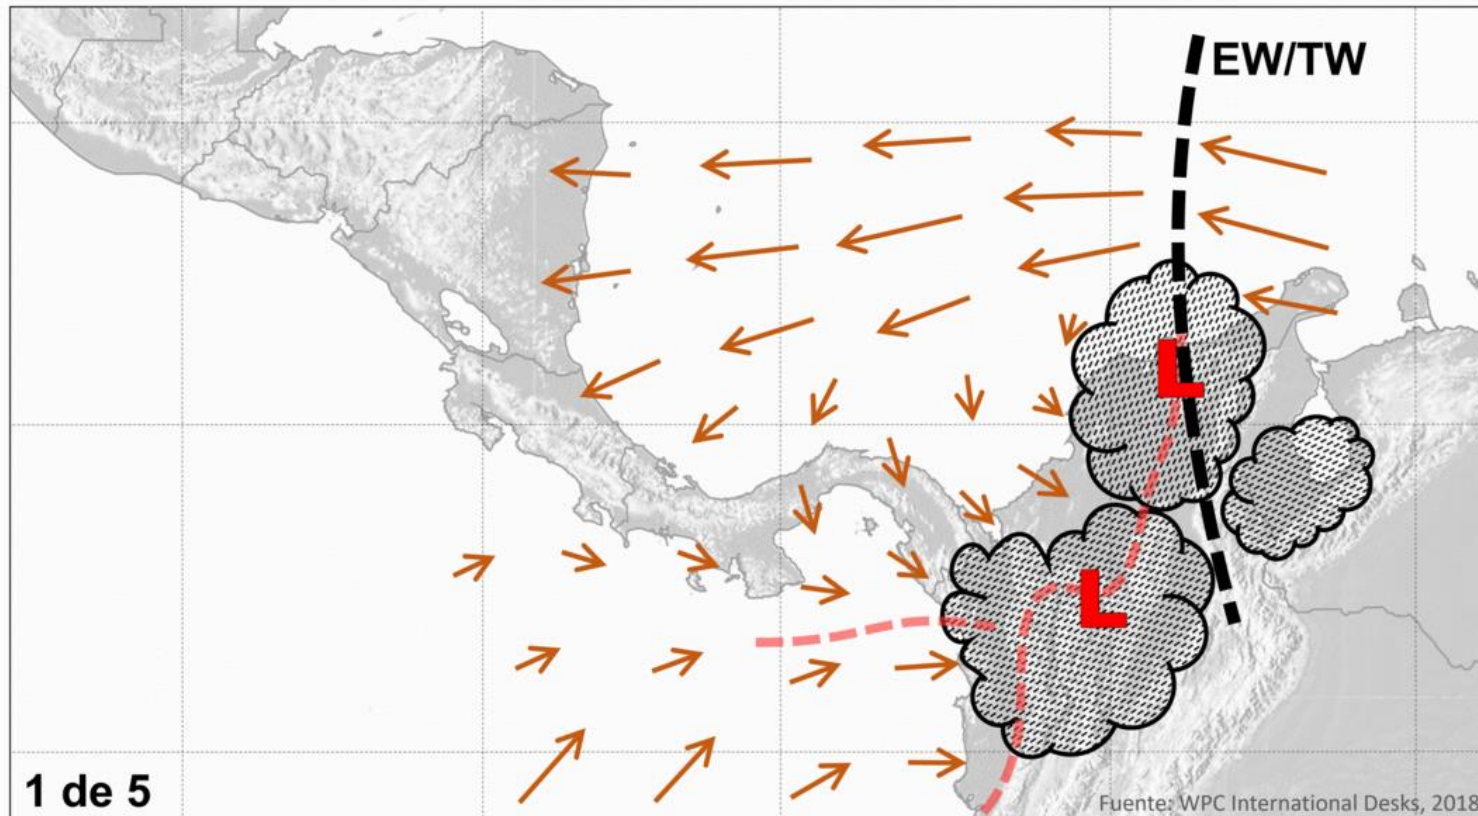 EW/TW
L
L
1 de 5
Fuente: WPC International Desks, 2018